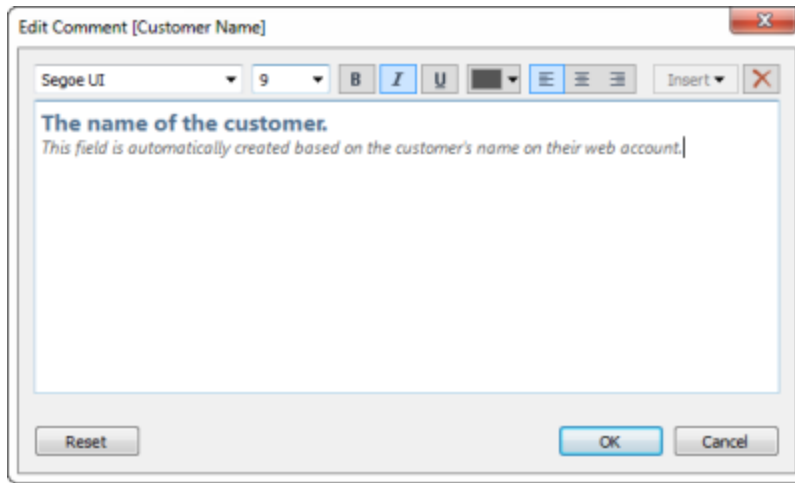 Edit Comment [Customer Name]
Segoe UI 9 B I U Insert
The name of the customer.
This field is automatically created based on the customer's name on their web account.
Reset OK Cancel